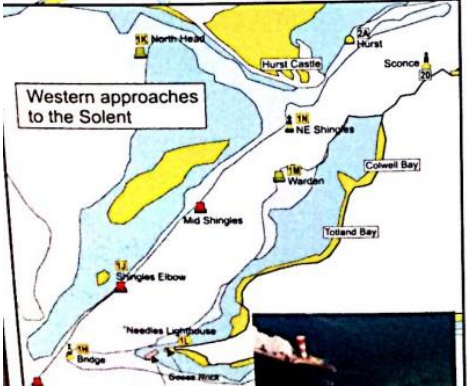 1K North Head
2A
Hurst
Hurst Castle
Sconce
20
Western approaches
to the Solent
1N
NE Shingles
Colwell Bay
1M
Warden
Mid Shingles
Totland Bay
1J
Shingles Elbow
Needles Lighthouse
1L
1H
Bridge
Goose Rock